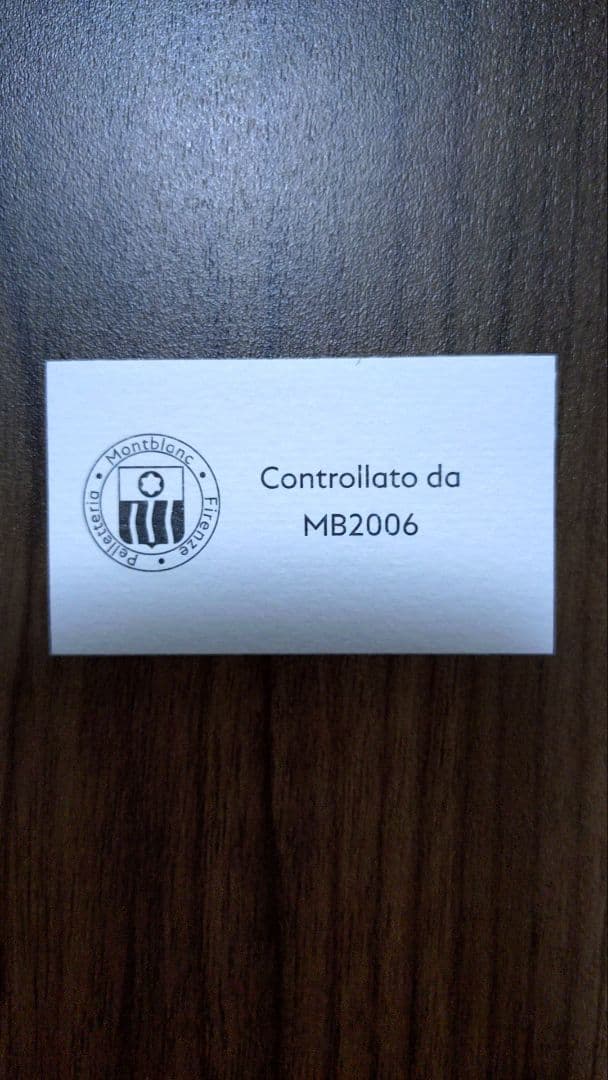 Montblanc • Firenze • Pelletteria •
Controllato da
MB2006